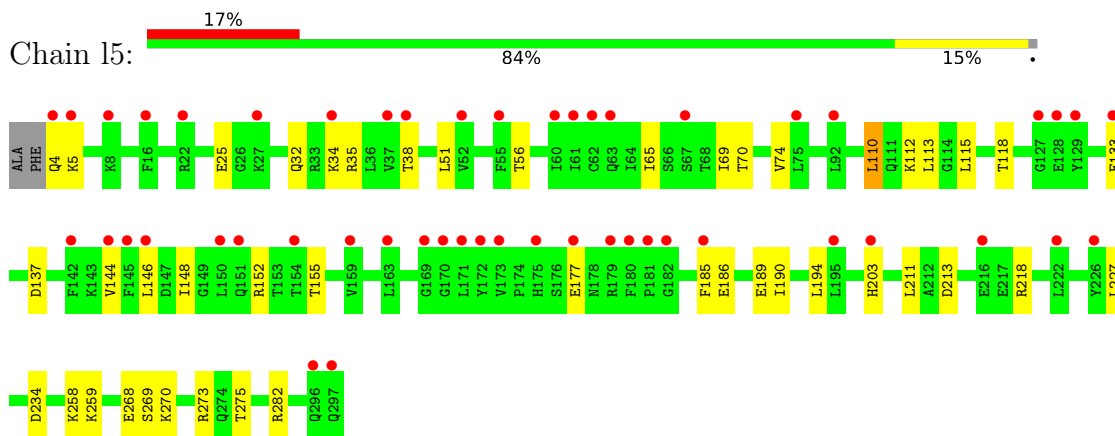 17%
Chain l5:
84% 15% •
ALA PHE Q4 K5 K8 F16 R22 E25 G26 K27 Q32 R33 K34 R35 L36 V37 T38 L51 V52 F55 T56 I60 I61 C62 Q63 I64 I65 S66 S67 T68 I69 T70 V74 L75 L92 L110 Q111 K112 L113 G114 L115 T118 G127 E128 Y129 E133
D137 F142 K143 V144 F145 L146 D147 I148 G149 L150 Q151 R152 T153 T154 T155 V159 L163 G169 G170 L171 Y172 V173 P174 H175 S176 E177 N178 R179 F180 P181 G182 F185 E186 E189 I190 L194 L195 H203 L211 A212 D213 E216 E217 R218 L222 Y226 L227
D234 K258 K259 E268 S269 K270 R273 Q274 T275 R282 Q296 Q297